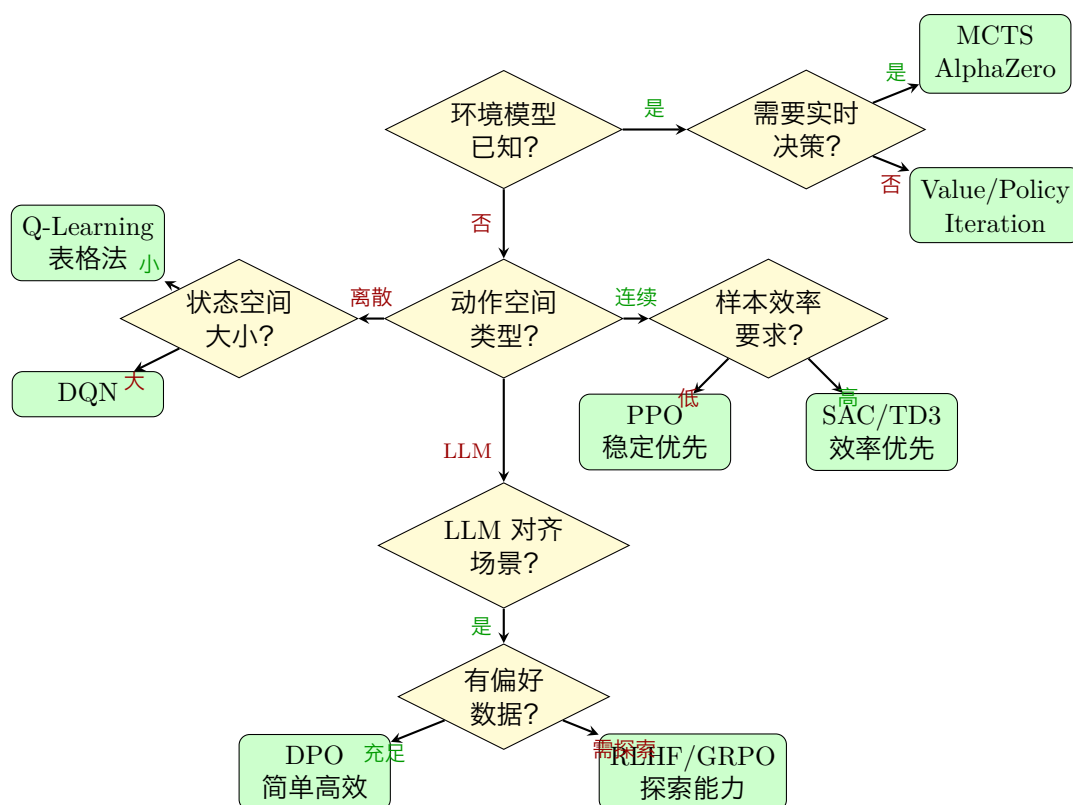 MCTS
AlphaZero
是
环境模型
已知?
是
需要实时
决策?
否
Value/Policy
Iteration
否
Q-Learning
表格法
小
状态空间
大小?
离散
动作空间
类型?
连续
样本效率
要求?
大
DQN
低
PPO
稳定优先
高
SAC/TD3
效率优先
LLM
LLM 对齐
场景?
是
有偏好
数据?
充足
DPO
简单高效
需探索
RLHF/GRPO
探索能力